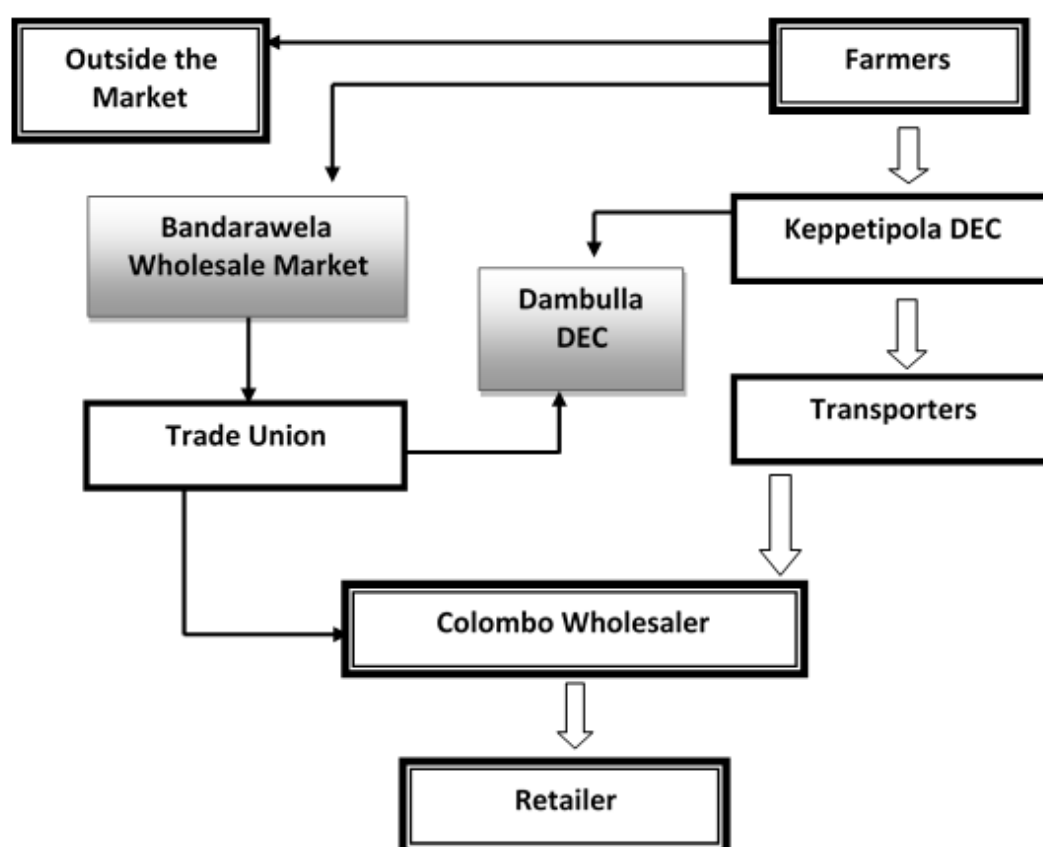 Outside the
Market
Farmers
Bandarawela
Wholesale Market
Keppetipola DEC
Dambulla
DEC
Trade Union
Transporters
Colombo Wholesaler
Retailer